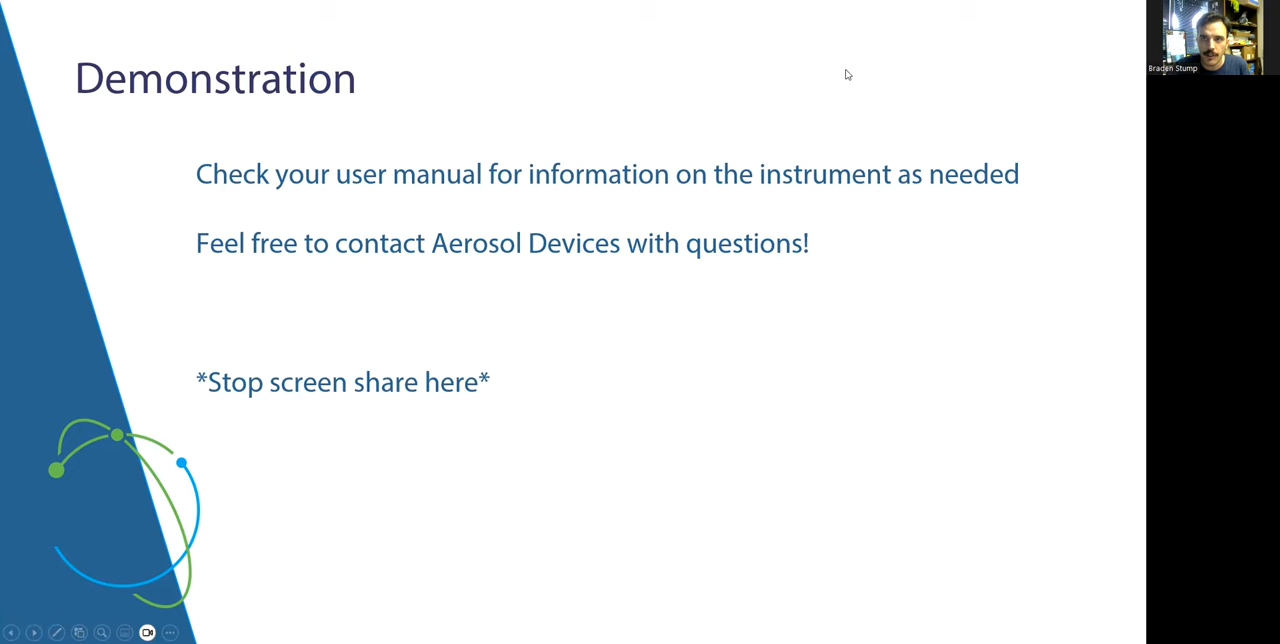 Demonstration
Check your user manual for information on the instrument as needed
Feel free to contact Aerosol Devices with questions!
*Stop screen share here*
Braden Stump